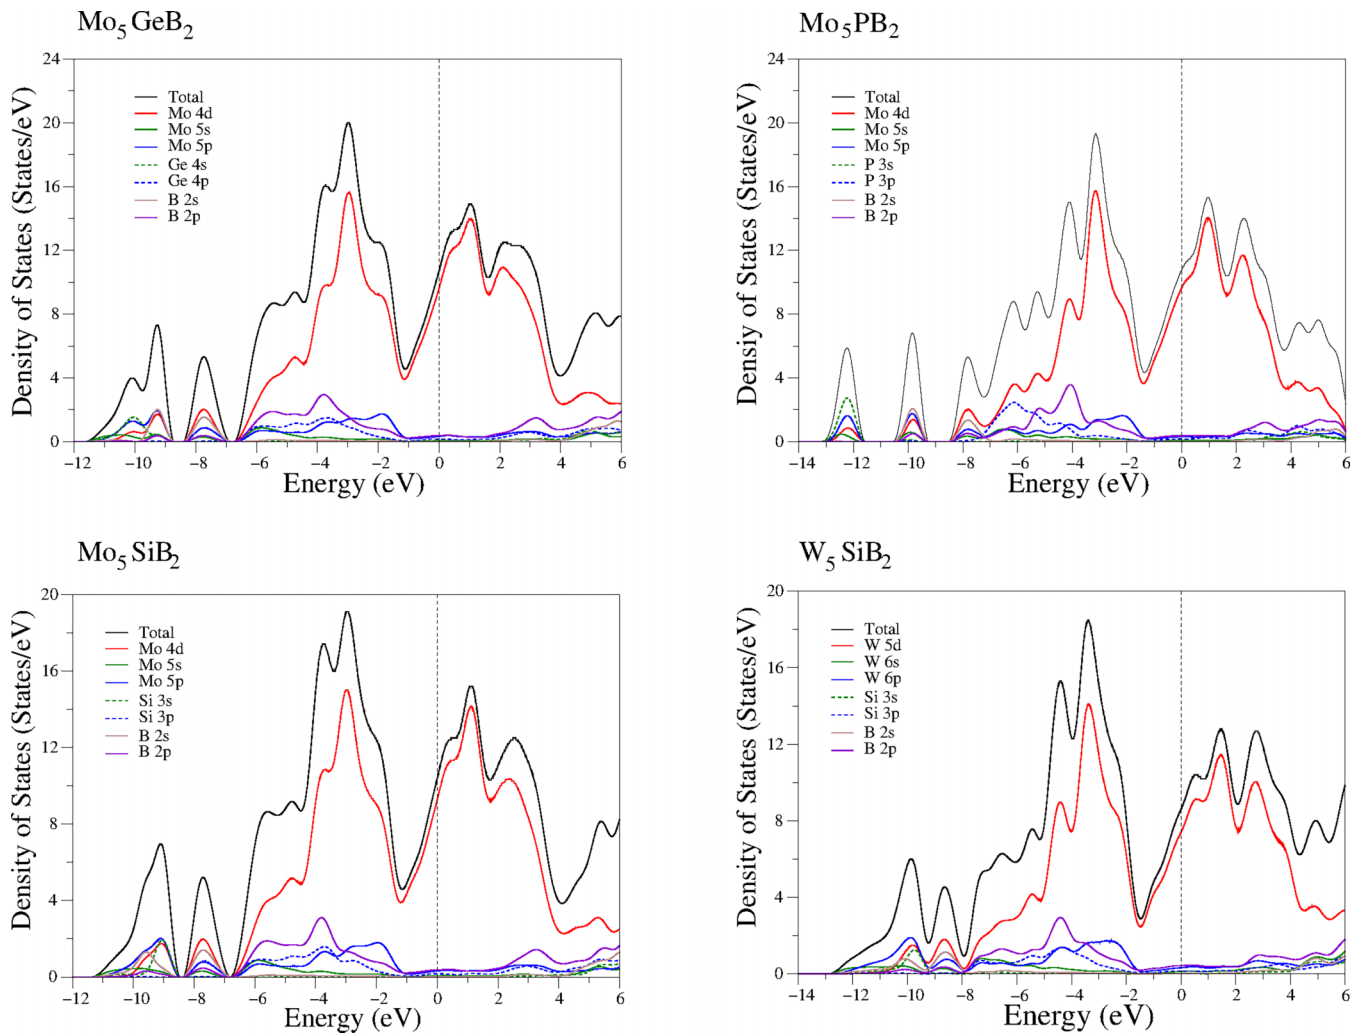 Mo5GeB2
24
20
16
12
8
4
0
Density of States (States/eV)
Total
Mo 4d
Mo 5s
Mo 5p
Ge 4s
Ge 4p
B 2s
B 2p
−12 −10 −8 −6 −4 −2 0 2 4 6
Energy (eV)
Mo5PB2
24
20
16
12
8
4
0
Densiy of States (States/eV)
Total
Mo 4d
Mo 5s
Mo 5p
P 3s
P 3p
B 2s
B 2p
−14 −12 −10 −8 −6 −4 −2 0 2 4 6
Energy (eV)
Mo5SiB2
20
16
12
8
4
0
Density of States (States/eV)
Total
Mo 4d
Mo 5s
Mo 5p
Si 3s
Si 3p
B 2s
B 2p
−12 −10 −8 −6 −4 −2 0 2 4 6
Energy (eV)
W5SiB2
20
16
12
8
4
0
Density of States (States/eV)
Total
W 5d
W 6s
W 6p
Si 3s
Si 3p
B 2s
B 2p
−14 −12 −10 −8 −6 −4 −2 0 2 4 6
Energy (eV)